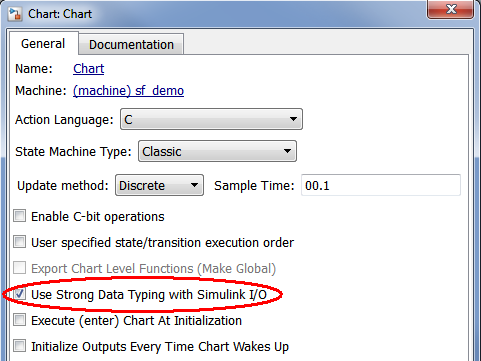 Chart: Chart
General Documentation
Name: Chart
Machine: (machine) sf_demo
Action Language: C
State Machine Type: Classic
Update method: Discrete Sample Time: 00.1
Enable C-bit operations
User specified state/transition execution order
Export Chart Level Functions (Make Global)
Use Strong Data Typing with Simulink I/O
Execute (enter) Chart At Initialization
Initialize Outputs Every Time Chart Wakes Up